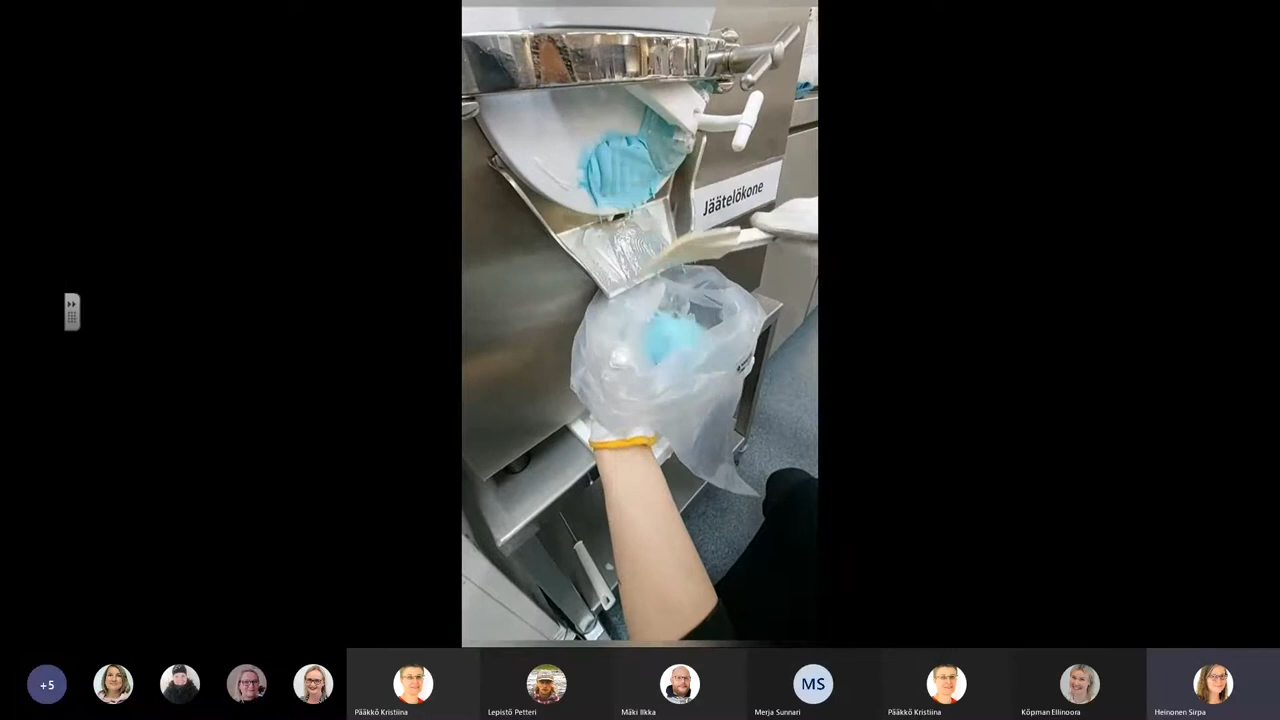 Jäätelökone
+5
Pääkkö Kristiina
Lepistö Petteri
Mäki Ilkka
MS
Merja Sunnari
Pääkkö Kristiina
Köpman Ellinoora
Heinonen Sirpa